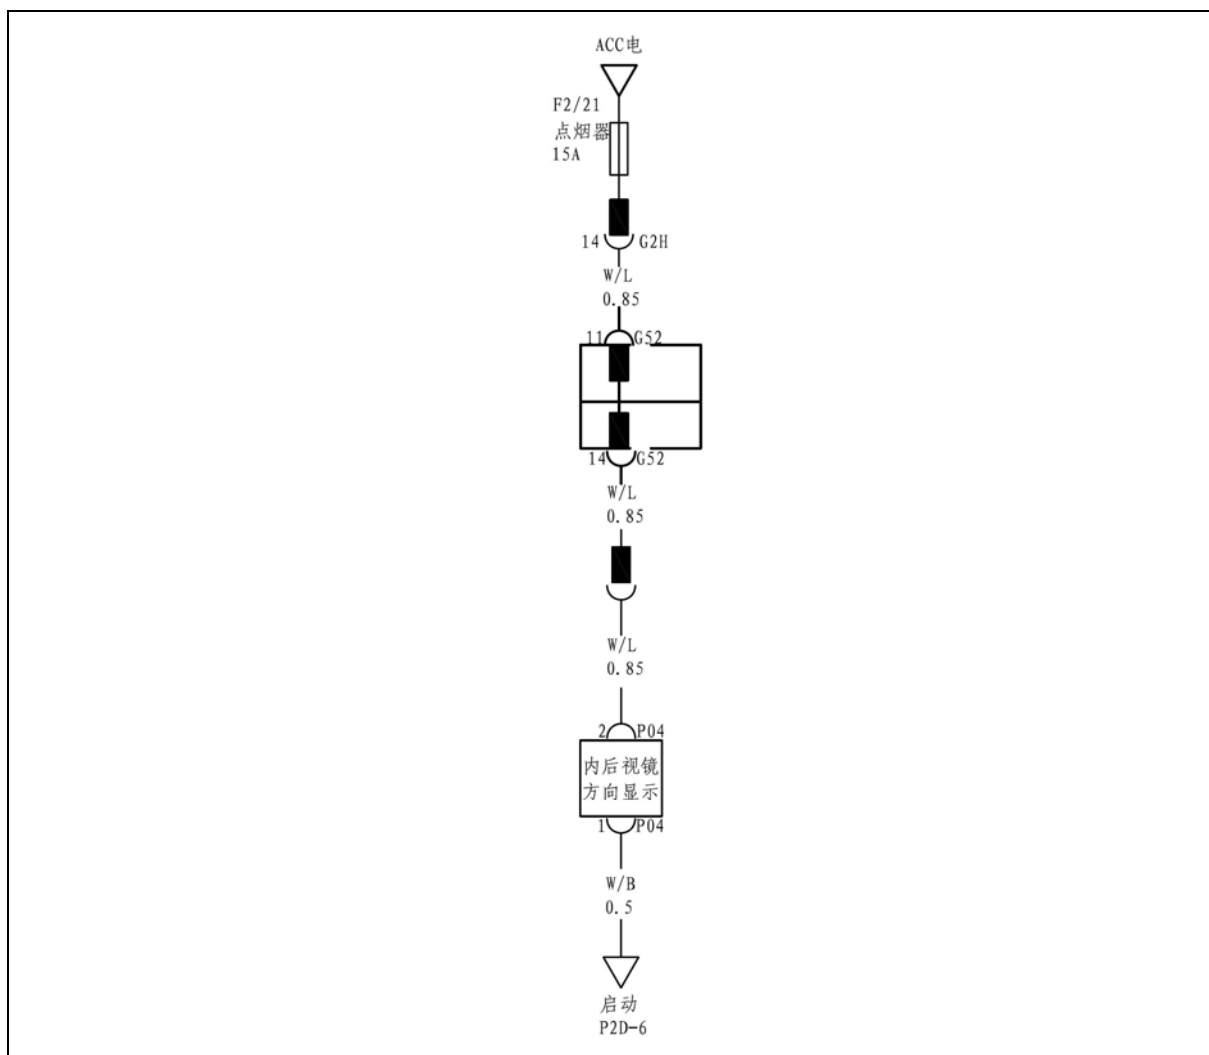 ACC电
F2/21
点烟器
15A
14 G2H
W/L
0.85
11 G52
14 G52
W/L
0.85
W/L
0.85
2 P04
内后视镜
方向显示
1 P04
W/B
0.5
启动
P2D-6